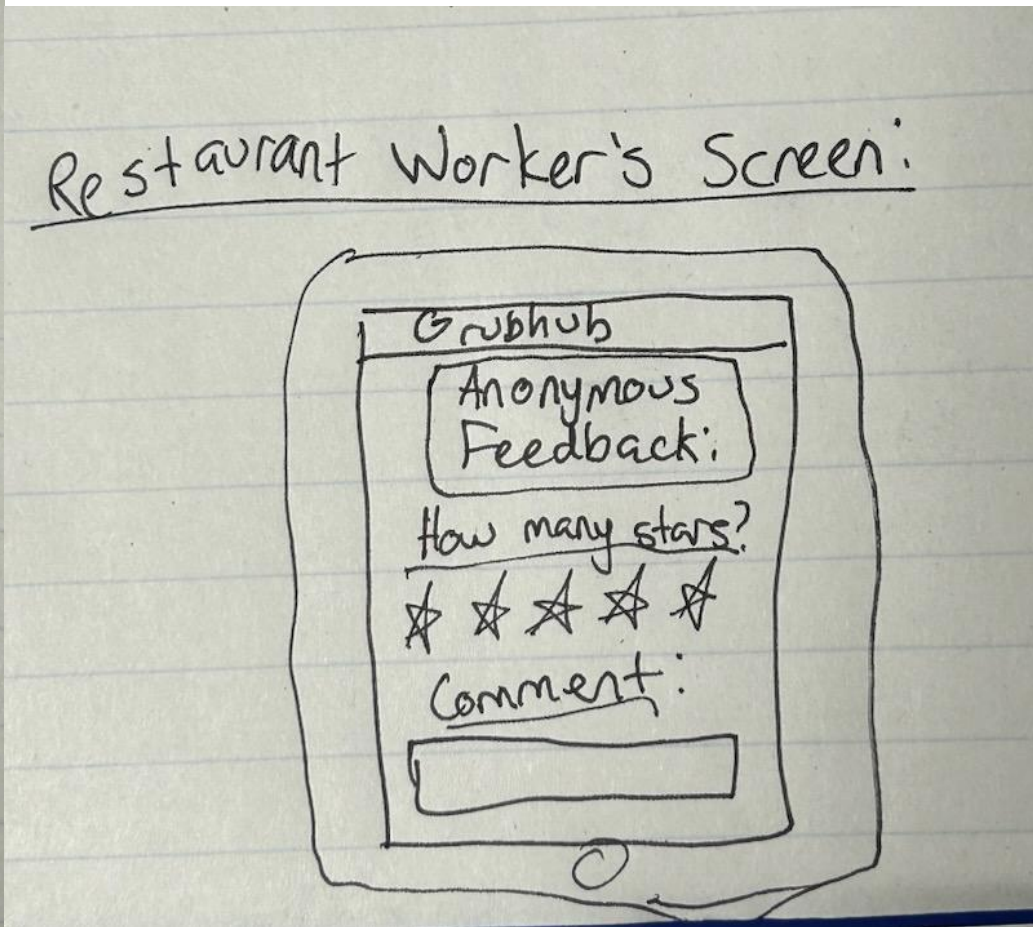 Restaurant Worker's Screen:
Grubhub
Anonymous
Feedback:
How many stars?
Comment: